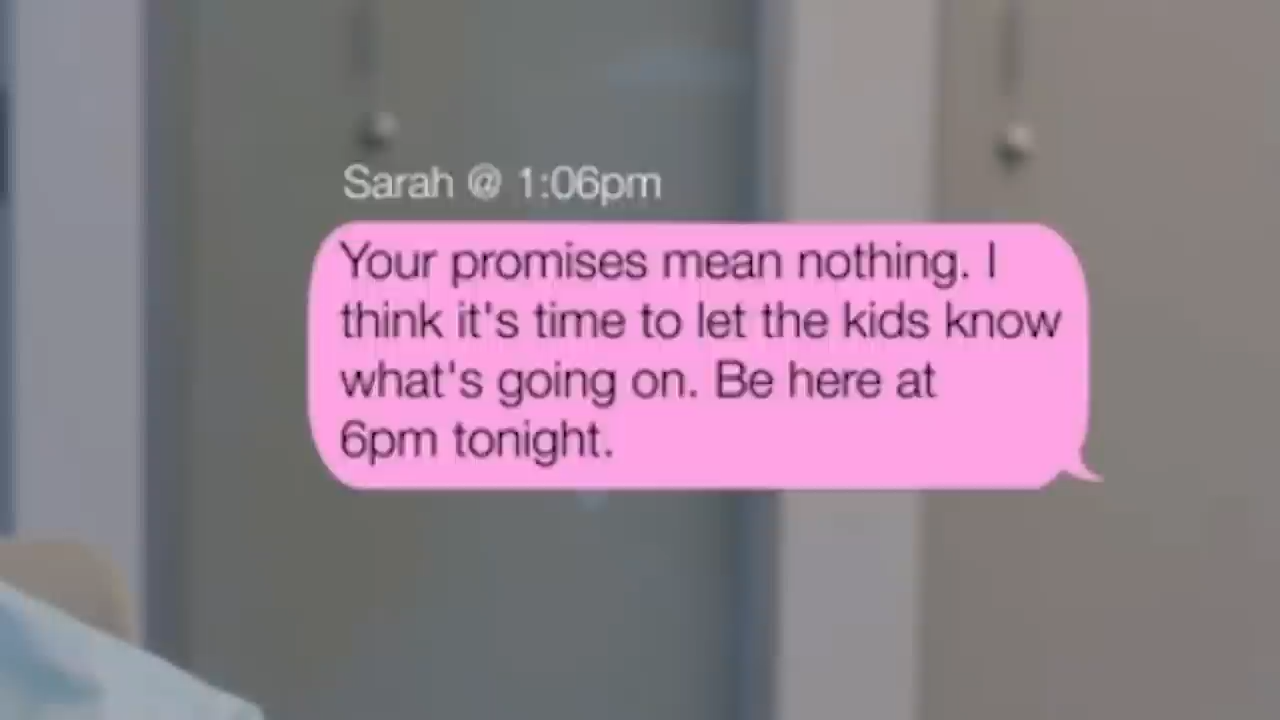 Sarah @ 1:06pm
Your promises mean nothing. I
think it's time to let the kids know
what's going on. Be here at
6pm tonight.